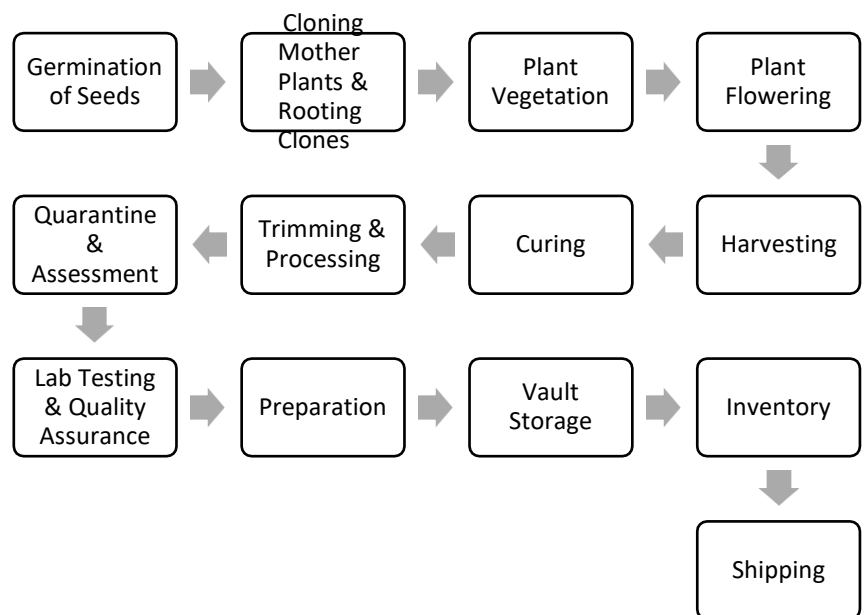 Germination
of Seeds
Cloning
Mother
Plants &
Rooting
Clones
Plant
Vegetation
Plant
Flowering
Harvesting
Curing
Trimming &
Processing
Quarantine
&
Assessment
Lab Testing
& Quality
Assurance
Preparation
Vault
Storage
Inventory
Shipping